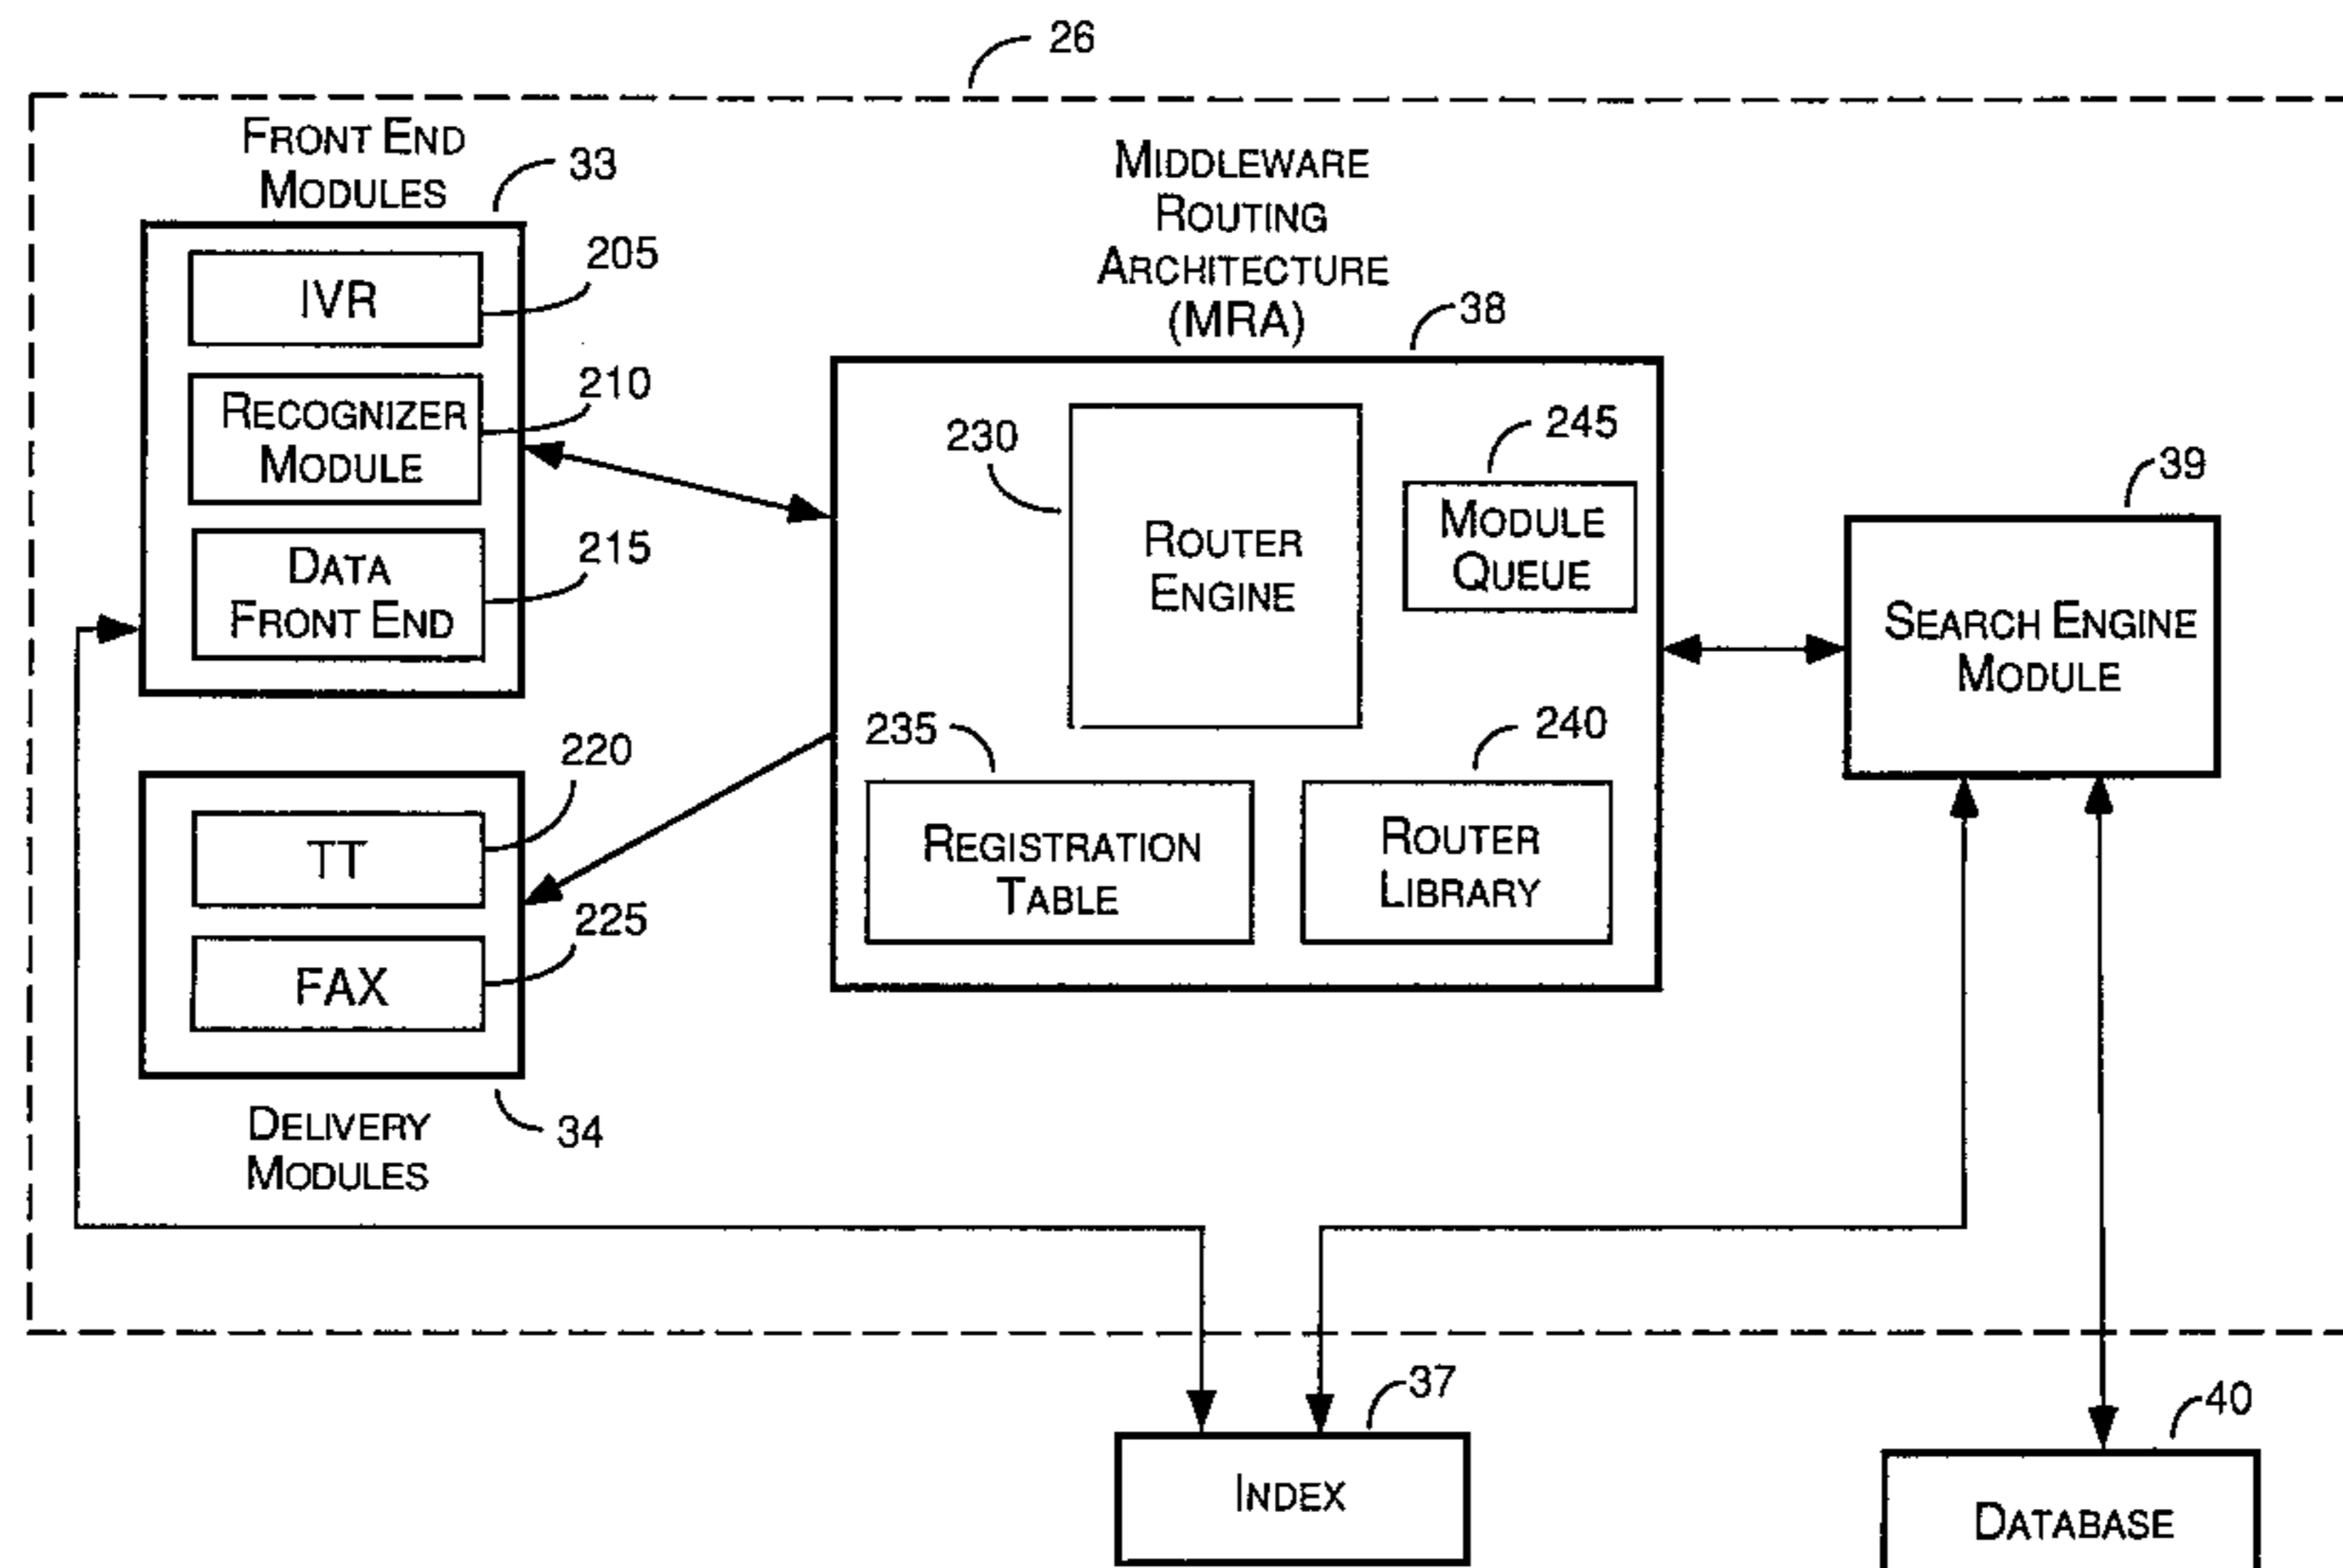 26
FRONT END
MODULES
33
IVR
205
RECOGNIZER
MODULE
210
DATA
FRONT END
215
TT
220
FAX
225
34
DELIVERY
MODULES
MIDDLEWARE
ROUTING
ARCHITECTURE
(MRA)
38
230
ROUTER
ENGINE
245
MODULE
QUEUE
235
REGISTRATION
TABLE
240
ROUTER
LIBRARY
39
SEARCH ENGINE
MODULE
37
INDEX
40
DATABASE